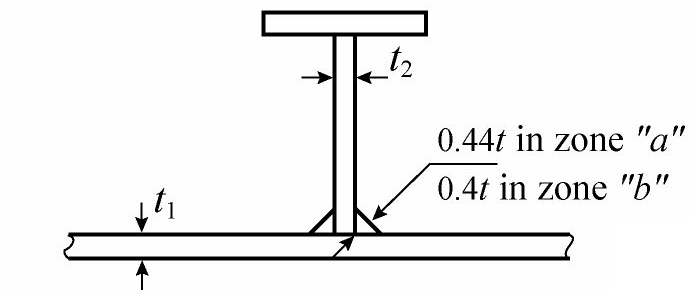 t₂
0.44t in zone "a"
0.4t in zone "b"
t₁